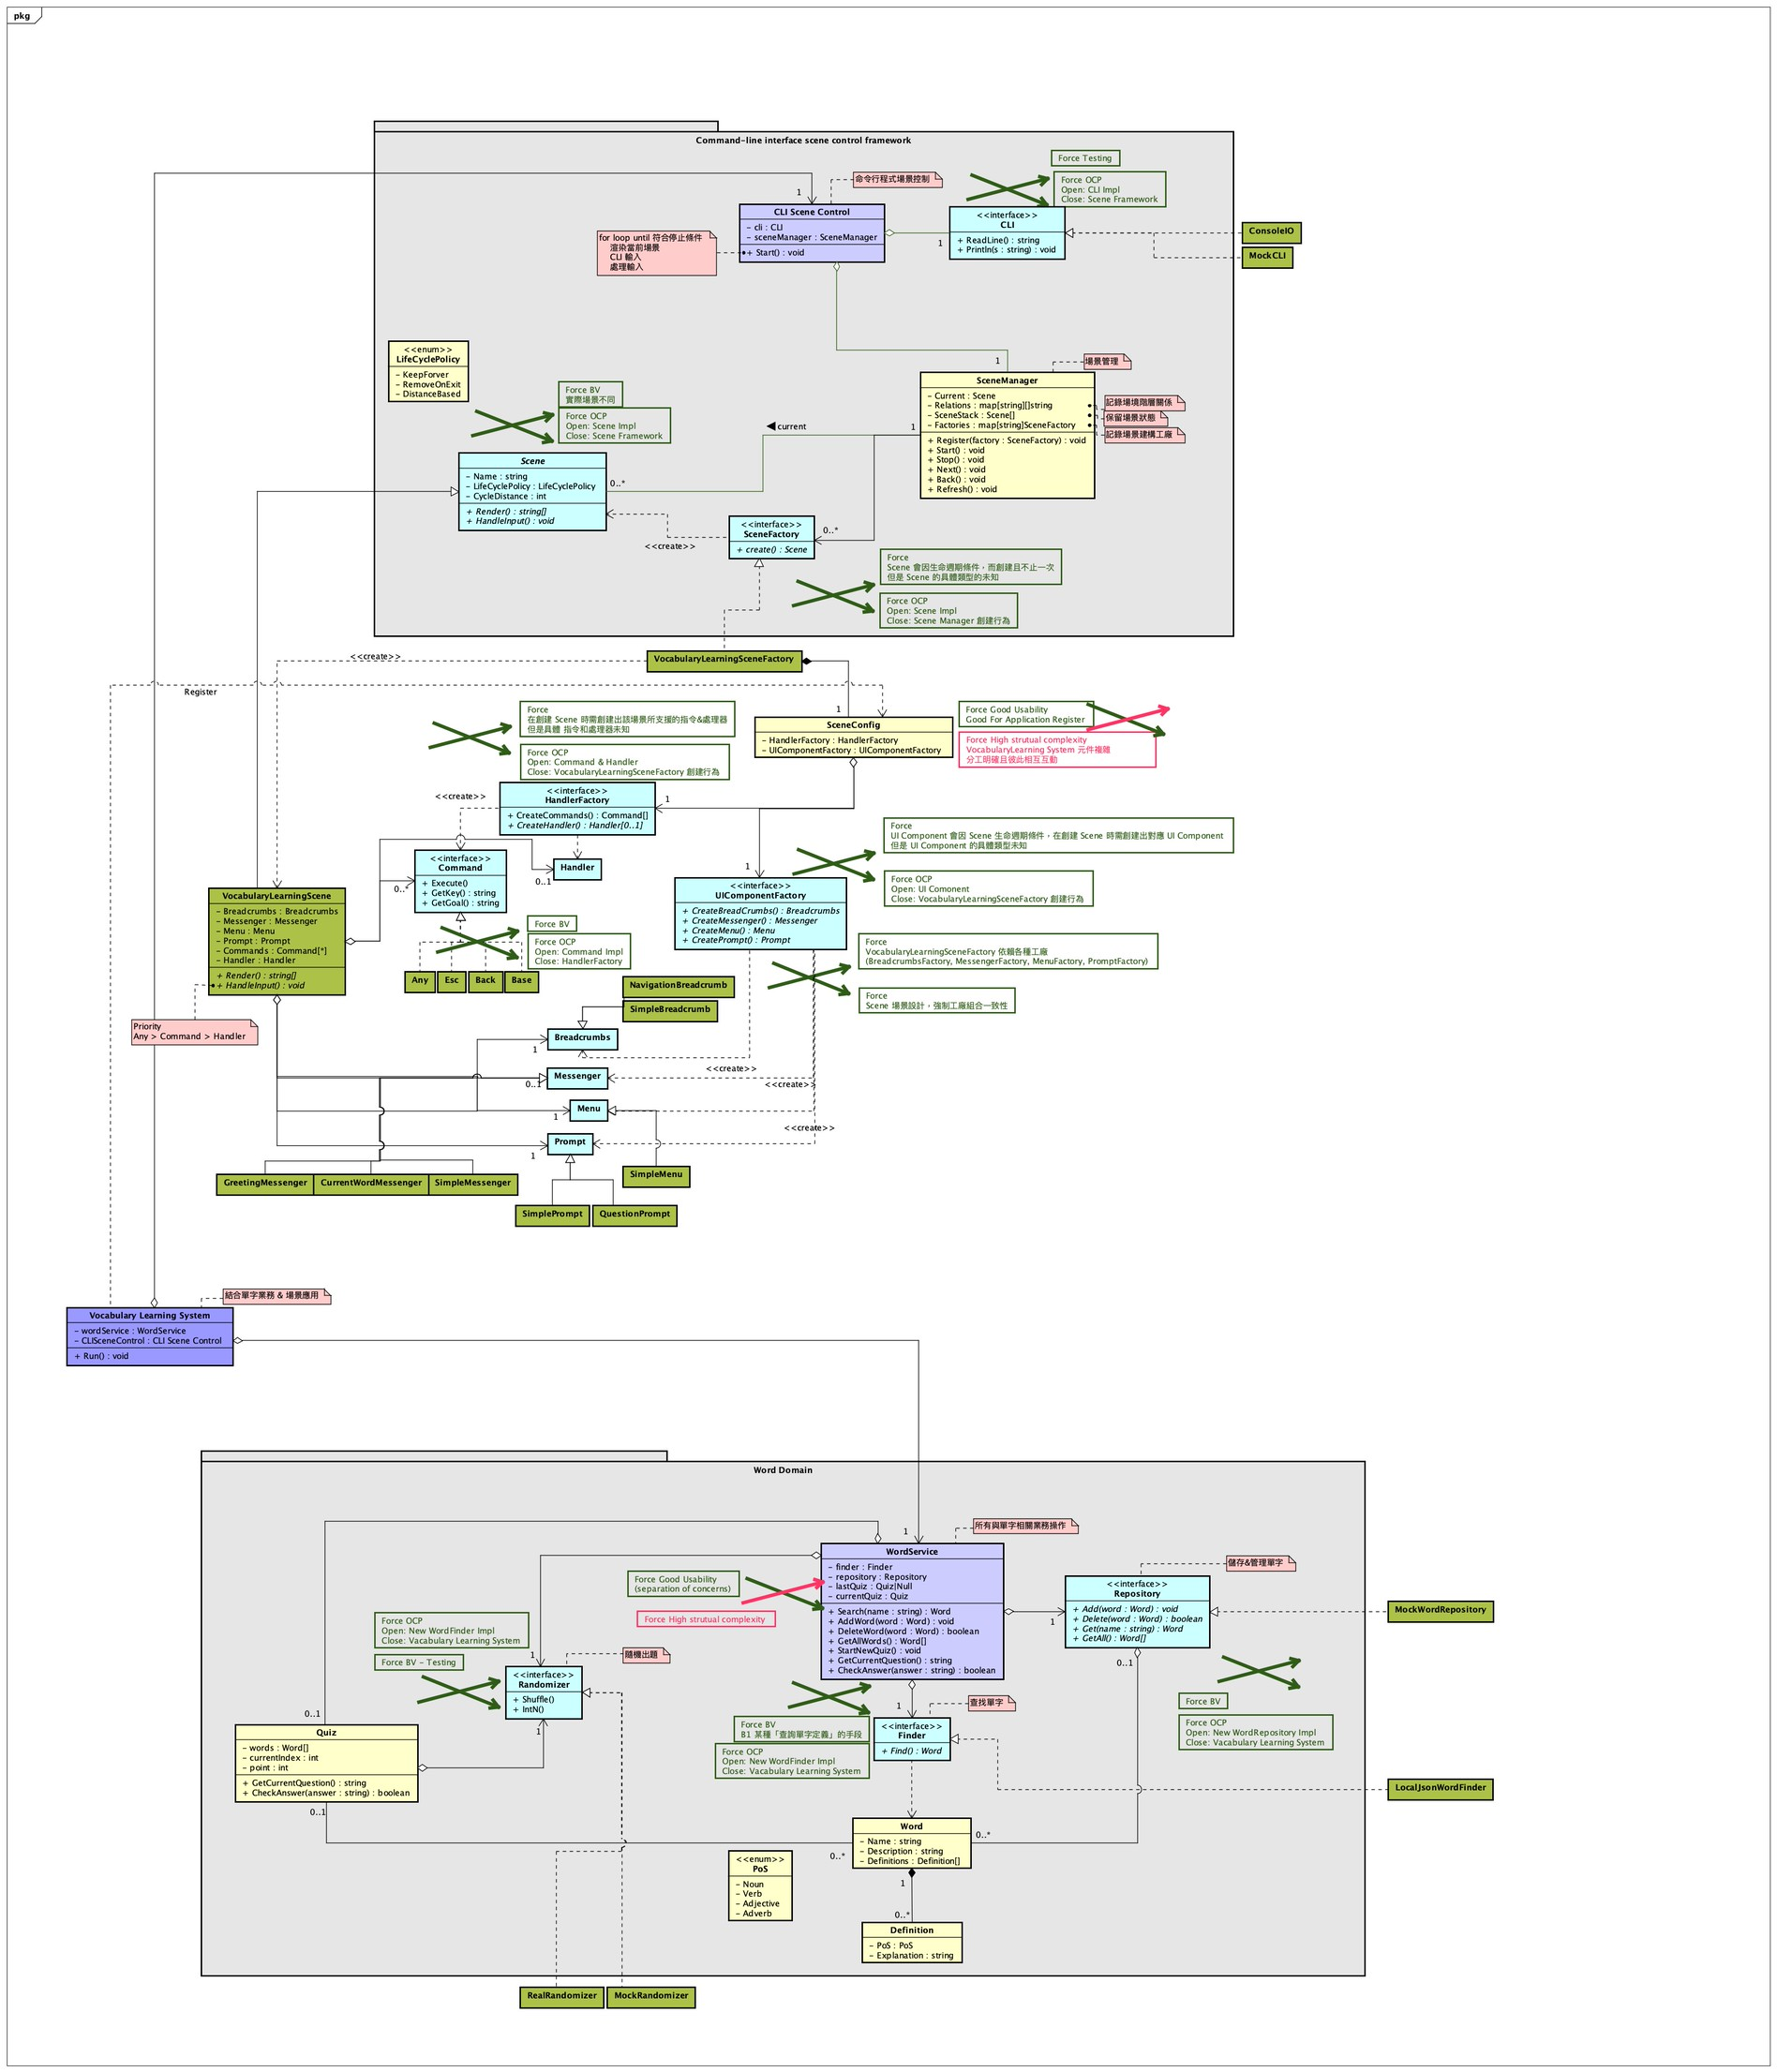 pkg
Command-line interface scene control framework
Force Testing
Force OCP
Open: CLI Impl
Close: Scene Framework
命令行程式場景控制
1
CLI Scene Control
– cli : CLI
– sceneManager : SceneManager
+ Start() : void
for loop until 符合停止條件
渲染當前場景
CLI 輸入
處理輸入
<<interface>>
CLI
+ ReadLine() : string
+ Println(s : string) : void
1
ConsoleIO
MockCLI
<<enum>>
LifeCyclePolicy
– KeepForver
– RemoveOnExit
– DistanceBased
Force BV
實際場景不同
Force OCP
Open: Scene Impl
Close: Scene Framework
1
場景管理
SceneManager
– Current : Scene
– Relations : map[string][]string
– SceneStack : Scene[]
– Factories : map[string]SceneFactory
+ Register(factory : SceneFactory) : void
+ Start() : void
+ Stop() : void
+ Next() : void
+ Back() : void
+ Refresh() : void
記錄場境階層關係
保留場景狀態
記錄場景建構工廠
current
1
Scene
– Name : string
– LifeCyclePolicy : LifeCyclePolicy
– CycleDistance : int
+ Render() : string[]
+ HandleInput() : void
0..*
<<create>>
<<interface>>
SceneFactory
+ create() : Scene
0..*
Force
Scene 會因生命週期條件，而創建且不止一次
但是 Scene 的具體類型的未知
Force OCP
Open: Scene Impl
Close: Scene Manager 創建行為
<<create>>
VocabularyLearningSceneFactory
Register
1
Force
在創建 Scene 時需創建出該場景所支援的指令&處理器
但是具體 指令和處理器未知
Force OCP
Open: Command & Handler
Close: VocabularyLearningSceneFactory 創建行為
SceneConfig
– HandlerFactory : HandlerFactory
– UIComponentFactory : UIComponentFactory
Force Good Usability
Good For Application Register
Force High strutual complexity
VocabularyLearning System 元件複雜
分工明確且彼此相互互動
<<create>>
<<interface>>
HandlerFactory
+ CreateCommands() : Command[]
+ CreateHandler() : Handler[0..1]
1
<<interface>>
Command
+ Execute()
+ GetKey() : string
+ GetGoal() : string
0..*
Handler
0..1
1
Force
UI Component 會因 Scene 生命週期條件，在創建 Scene 時需創建出對應 UI Component
但是 UI Component 的具體類型未知
Force OCP
Open: UI Comonent
Close: VocabularyLearningSceneFactory 創建行為
<<interface>>
UIComponentFactory
+ CreateBreadCrumbs() : Breadcrumbs
+ CreateMessenger() : Messenger
+ CreateMenu() : Menu
+ CreatePrompt() : Prompt
VocabularyLearningScene
– Breadcrumbs : Breadcrumbs
– Messenger : Messenger
– Menu : Menu
– Prompt : Prompt
– Commands : Command[*]
– Handler : Handler
+ Render() : string[]
+ HandleInput() : void
Force BV
Force OCP
Open: Command Impl
Close: HandlerFactory
Any
Esc
Back
Base
Force
VocabularyLearningSceneFactory 依賴各種工廠
(BreadcrumbsFactory, MessengerFactory, MenuFactory, PromptFactory)
Force
Scene 場景設計，強制工廠組合一致性
NavigationBreadcrumb
SimpleBreadcrumb
Priority
Any > Command > Handler
Breadcrumbs
1
<<create>>
Messenger
0..1
<<create>>
Menu
1
<<create>>
Prompt
1
SimpleMenu
GreetingMessenger
CurrentWordMessenger
SimpleMessenger
SimplePrompt
QuestionPrompt
結合單字業務 & 場景應用
Vocabulary Learning System
– wordService : WordService
– CLISceneControl : CLI Scene Control
+ Run() : void
Word Domain
1
所有與單字相關業務操作
WordService
– finder : Finder
– repository : Repository
– lastQuiz : Quiz|Null
– currentQuiz : Quiz
+ Search(name : string) : Word
+ AddWord(word : Word) : void
+ DeleteWord(word : Word) : boolean
+ GetAllWords() : Word[]
+ StartNewQuiz() : void
+ GetCurrentQuestion() : string
+ CheckAnswer(answer : string) : boolean
儲存&管理單字
<<interface>>
Repository
+ Add(word : Word) : void
+ Delete(word : Word) : boolean
+ Get(name : string) : Word
+ GetAll() : Word[]
1
0..1
MockWordRepository
Force Good Usability
(separation of concerns)
Force High strutual complexity
Force OCP
Open: New WordFinder Impl
Close: Vacabulary Learning System
Force BV – Testing
1
隨機出題
<<interface>>
Randomizer
+ Shuffle()
+ IntN()
1
Force BV
B1 某種「查詢單字定義」的手段
Force OCP
Open: New WordFinder Impl
Close: Vacabulary Learning System
1
查找單字
<<interface>>
Finder
+ Find() : Word
Force BV
Force OCP
Open: New WordRepository Impl
Close: Vacabulary Learning System
LocalJsonWordFinder
0..1
Quiz
– words : Word[]
– currentIndex : int
– point : int
+ GetCurrentQuestion() : string
+ CheckAnswer(answer : string) : boolean
0..1
Word
– Name : string
– Description : string
– Definitions : Definition[]
0..*
0..*
<<enum>>
PoS
– Noun
– Verb
– Adjective
– Adverb
1
0..*
Definition
– PoS : PoS
– Explanation : string
RealRandomizer
MockRandomizer